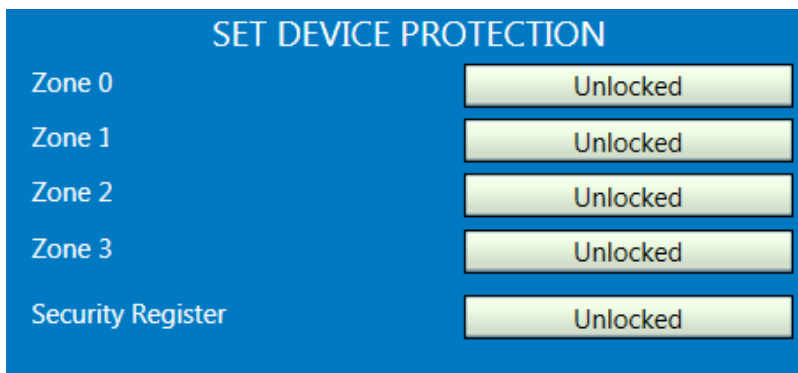 SET DEVICE PROTECTION
Zone 0 Unlocked
Zone 1 Unlocked
Zone 2 Unlocked
Zone 3 Unlocked
Security Register Unlocked